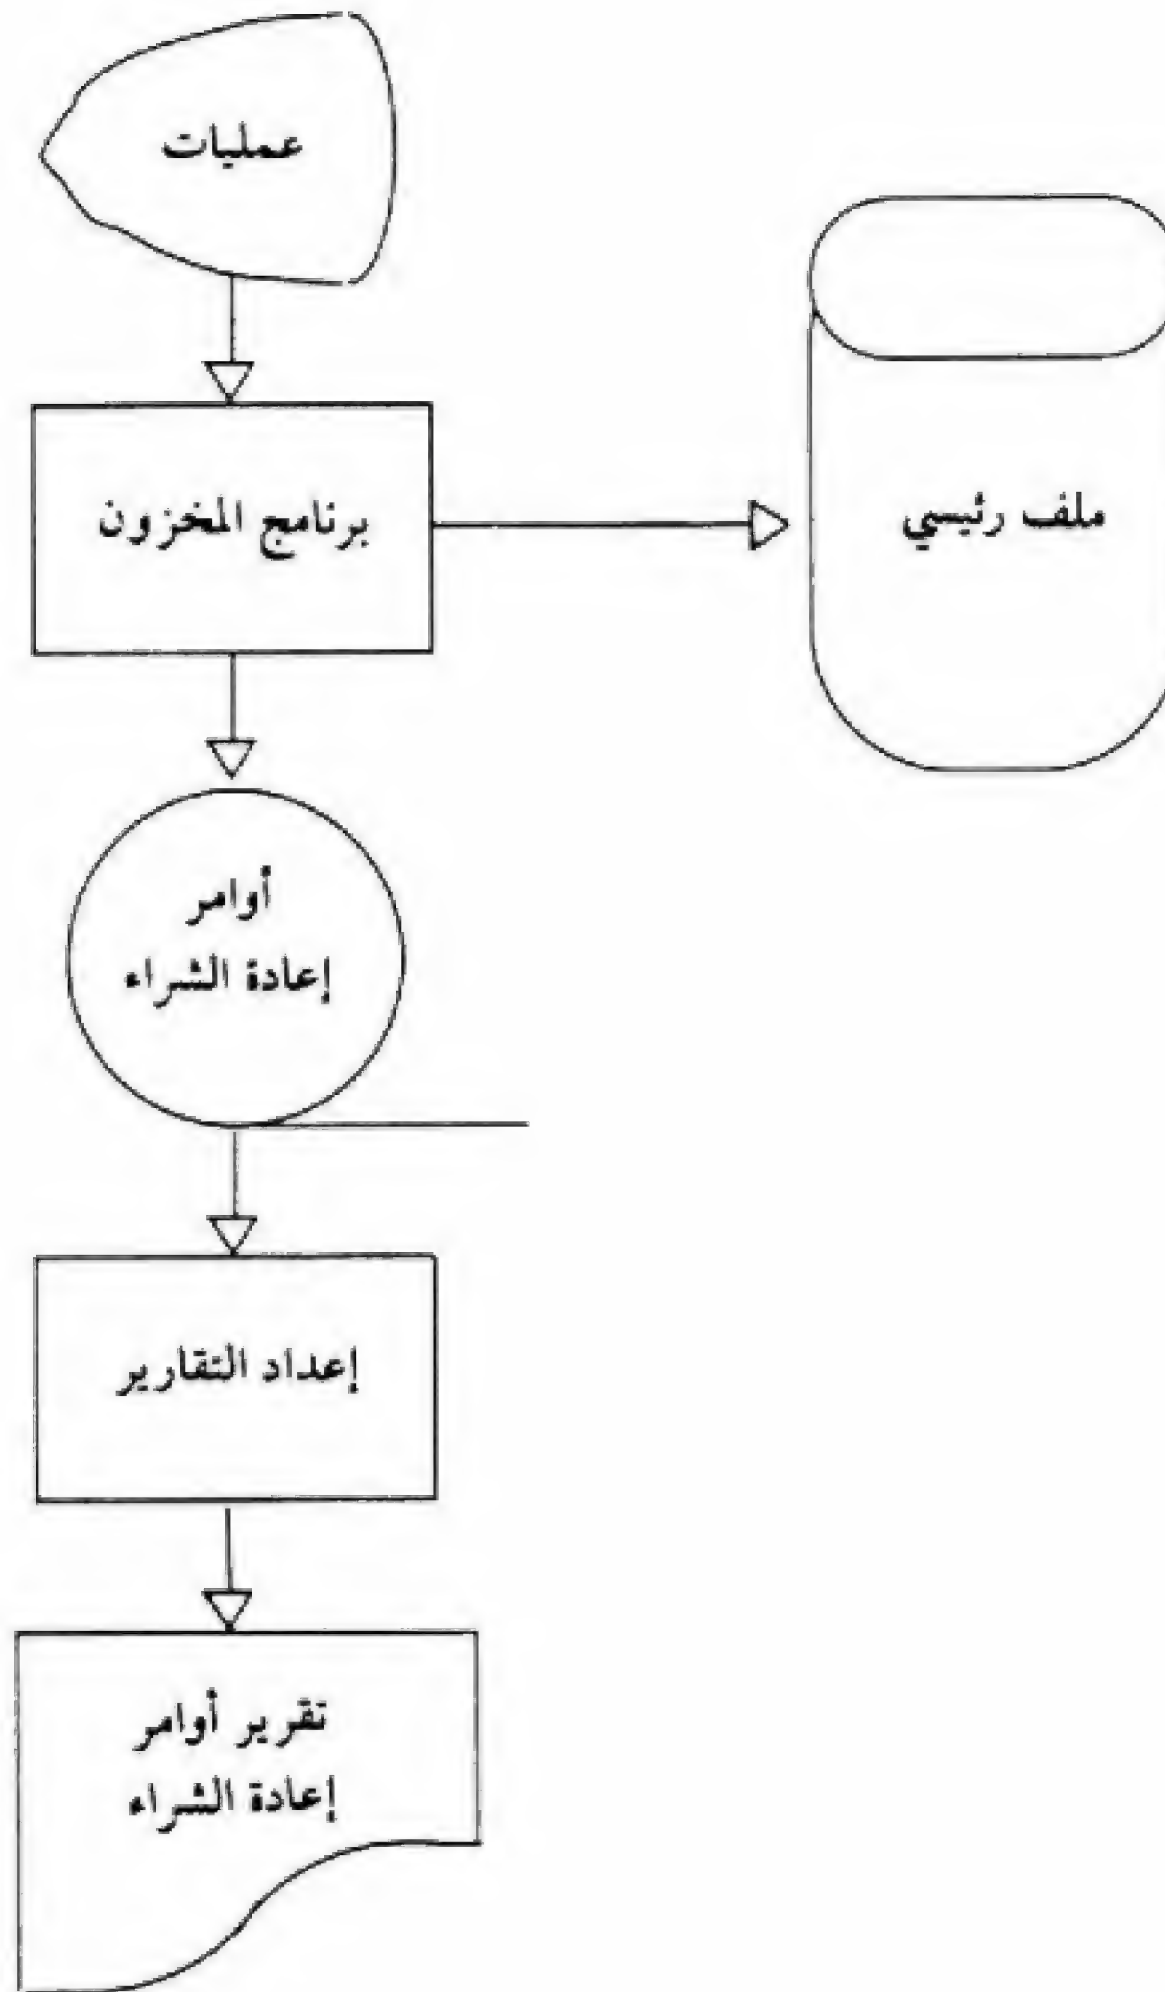 عمليات
برنامج المخزون
ملف رئيسي
أوامر
إعادة الشراء
إعداد التقارير
تقرير أوامر
إعادة الشراء